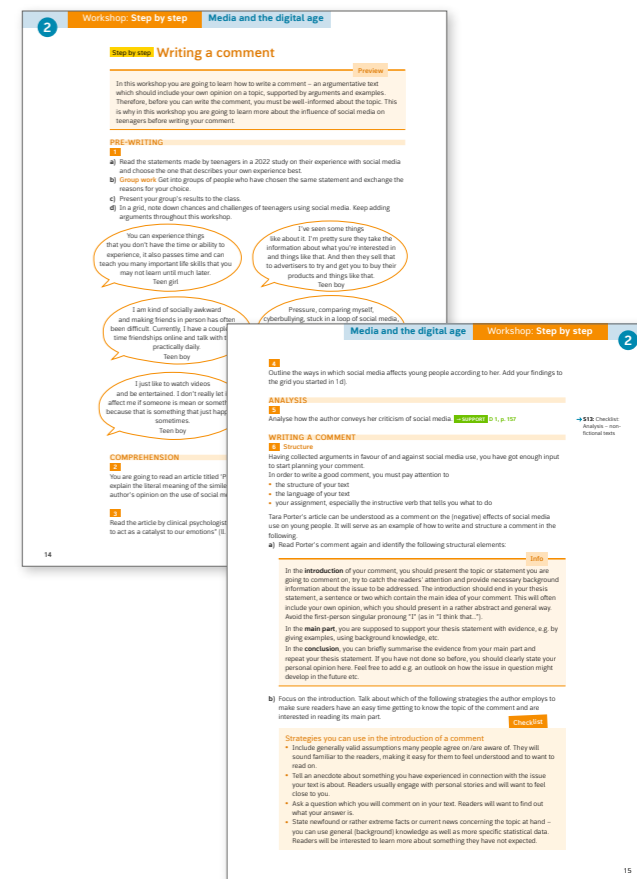 2
Workshop: Step by step
Media and the digital age
Step by step Writing a comment
Preview
In this workshop you are going to learn how to write a comment – an argumentative text
which should include your own opinion on a topic, supported by arguments and examples.
Therefore, before you can write the comment, you must be well-informed about the topic. This
is why in this workshop you are going to learn more about the influence of social media on
teenagers before writing your comment.
PRE-WRITING
1
a) Read the statements made by teenagers in a 2022 study on their experience with social media
and choose the one that describes your own experience best.
b) Group work Get into groups of people who have chosen the same statement and exchange the
reasons for your choice.
c) Present your group's results to the class.
d) In a grid, note down chances and challenges of teenagers using social media. Keep adding
arguments throughout this workshop.
You can experience things
that you don't have the time or ability to
experience, it also passes time and can
teach you many important life skills that you
may not learn until much later.
Teen girl
I've seen some things
like about it. I'm pretty sure they take the
information about what you're interested in
and things like that. And then they sell that
to advertisers to try and get you to buy their
products and things like that.
Teen boy
I am kind of socially awkward
and making friends in person has often
been difficult. Currently, I have a couple
time friendships online and talk with t
practically daily.
Teen boy
Pressure, comparing myself,
cyberbullying, stuck in a loop of social media,
I just like to watch videos
and be entertained. I don't really let i
affect me if someone is mean or someth
because that is something that just happ
sometimes.
Teen boy
COMPREHENSION
2
You are going to read an article titled "P
explain the literal meaning of the simile
author's opinion on the use of social m
3
Read the article by clinical psychologist
to act as a catalyst to our emotions" (ll.
14
Media and the digital age
Workshop: Step by step
2
4
Outline the ways in which social media affects young people according to her. Add your findings to
the grid you started in 1d).
ANALYSIS
5
Analyse how the author conveys her criticism of social media. → SUPPORT D 1, p. 157
→ S13: Checklist:
Analysis – non-
fictional texts
WRITING A COMMENT
6 Structure
Having collected arguments in favour of and against social media use, you have got enough input
to start planning your comment.
In order to write a good comment, you must pay attention to
• the structure of your text
• the language of your text
• your assignment, especially the instructive verb that tells you what to do
Tara Porter's article can be understood as a comment on the (negative) effects of social media
use on young people. It will serve as an example of how to write and structure a comment in the
following.
a) Read Porter's comment again and identify the following structural elements:
Info
In the introduction of your comment, you should present the topic or statement you are
going to comment on, try to catch the readers' attention and provide necessary background
information about the issue to be addressed. The introduction should end in your thesis
statement, a sentence or two which contain the main idea of your comment. This will often
include your own opinion, which you should present in a rather abstract and general way.
Avoid the first-person singular pronoung "I" (as in "I think that...").
In the main part, you are supposed to support your thesis statement with evidence, e.g. by
giving examples, using background knowledge, etc.
In the conclusion, you can briefly summarise the evidence from your main part and
repeat your thesis statement. If you have not done so before, you should clearly state your
personal opinion here. Feel free to add e.g. an outlook on how the issue in question might
develop in the future etc.
b) Focus on the introduction. Talk about which of the following strategies the author employs to
make sure readers have an easy time getting to know the topic of the comment and are
interested in reading its main part.
Checklist
Strategies you can use in the introduction of a comment
• Include generally valid assumptions many people agree on/are aware of. They will
sound familiar to the readers, making it easy for them to feel understood and to want to
read on.
• Tell an anecdote about something you have experienced in connection with the issue
your text is about. Readers usually engage with personal stories and will want to feel
close to you.
• Ask a question which you will comment on in your text. Readers will want to find out
what your answer is.
• State newfound or rather extreme facts or current news concerning the topic at hand –
you can use general (background) knowledge as well as more specific statistical data.
Readers will be interested to learn more about something they have not expected.
15